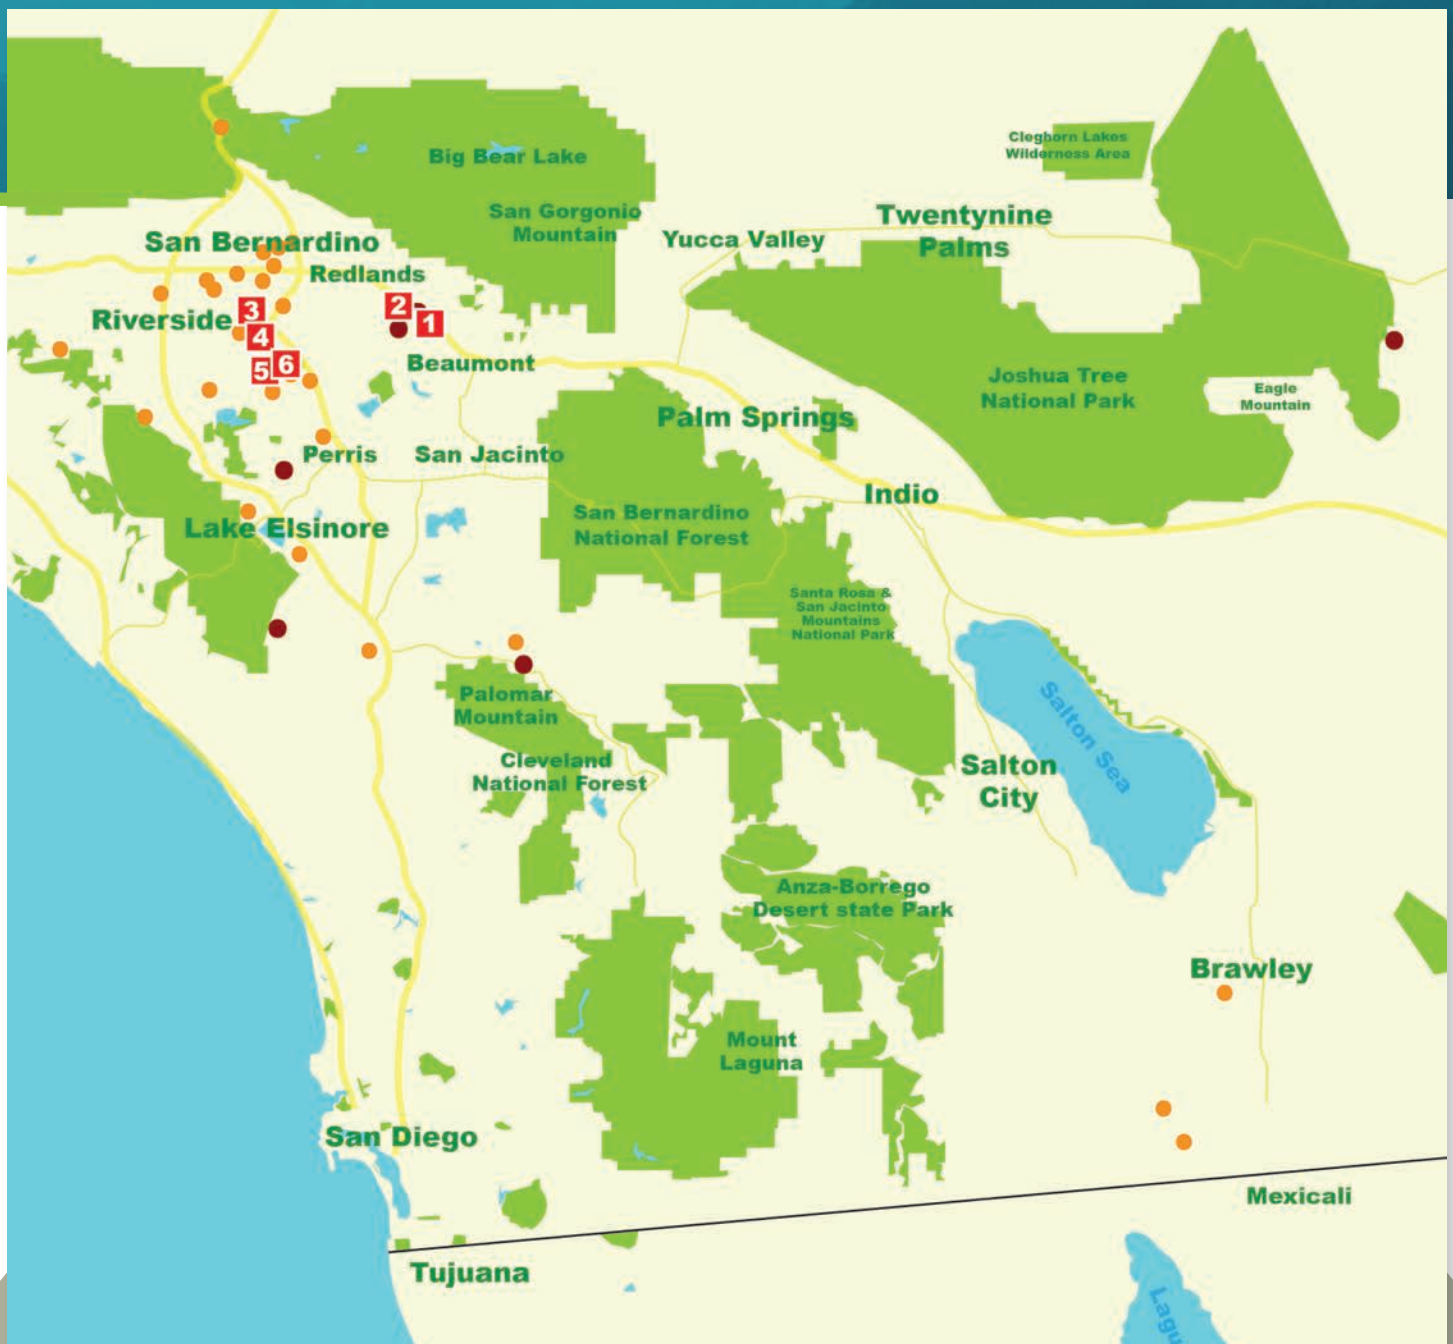 Cleghorn Lakes
Wilderness Area
Big Bear Lake
San Gorgonio
Mountain
Twentynine
Palms
Yucca Valley
San Bernardino
Redlands
2
1
3
Riverside
4
5
6
Beaumont
Joshua Tree
National Park
Eagle
Mountain
Palm Springs
Perris
San Jacinto
Indio
San Bernardino
National Forest
Lake Elsinore
Santa Rosa &
San Jacinto
Mountains
National Park
Palomar
Mountain
Cleveland
National Forest
Salton Sea
Salton
City
Anza-Borrego
Desert state Park
Brawley
Mount
Laguna
San Diego
Mexicali
Tujuana
Lagu